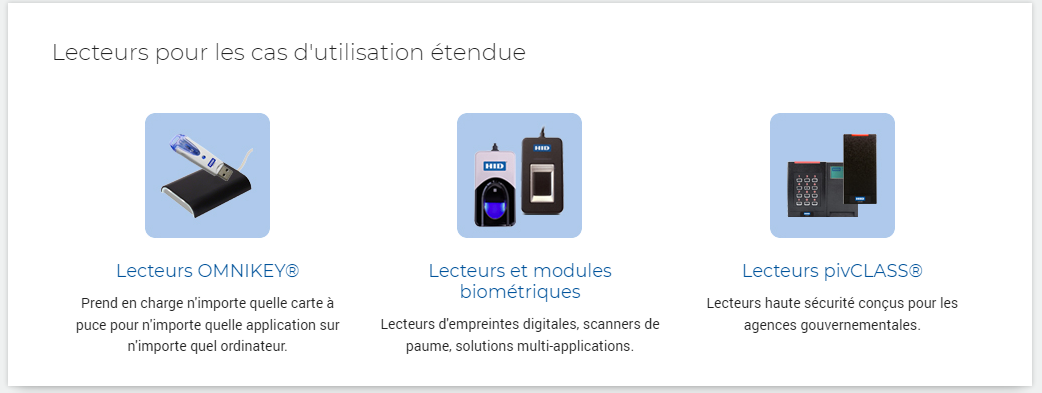 Lecteurs pour les cas d'utilisation étendue
HID
HID
Lecteurs OMNIKEY®
Prend en charge n'importe quelle carte à
puce pour n'importe quelle application sur
n'importe quel ordinateur.
Lecteurs et modules
biométriques
Lecteurs d'empreintes digitales, scanners de
paume, solutions multi-applications.
Lecteurs pivCLASS®
Lecteurs haute sécurité conçus pour les
agences gouvernementales.